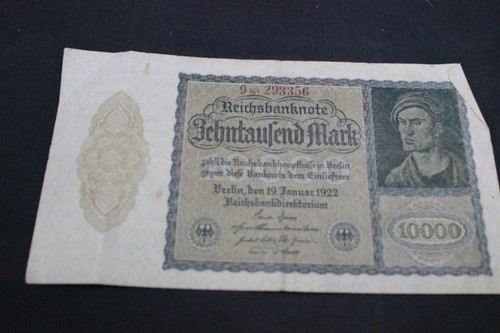 9 293356
Reichsbanknote
Zehntausend Mark
zahlt die Reichsbankhauptkasse in Berlin
gegen diese Banknote dem Einlieferer
Berlin, den 19. Januar 1922
Reichsbankdirektorium
10000